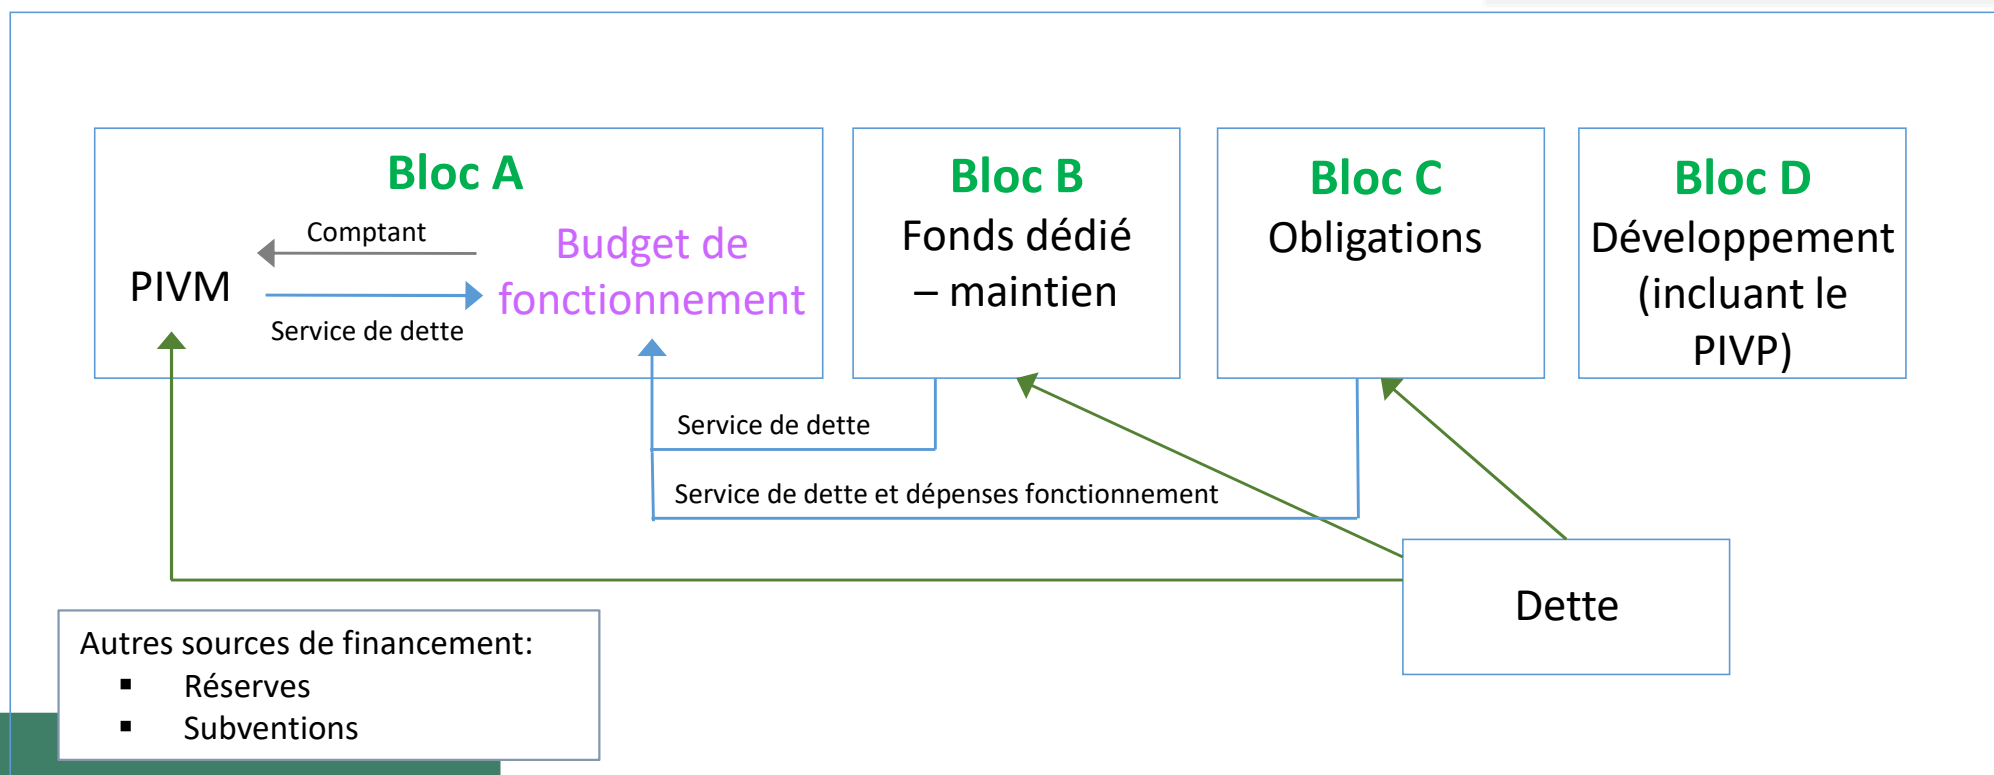 Bloc A
Comptant
PIVM
Budget de
fonctionnement
Service de dette
Bloc B
Fonds dédié
– maintien
Bloc C
Obligations
Bloc D
Développement
(incluant le
PIVP)
Service de dette
Service de dette et dépenses fonctionnement
Dette
Autres sources de financement:
▪ Réserves
▪ Subventions